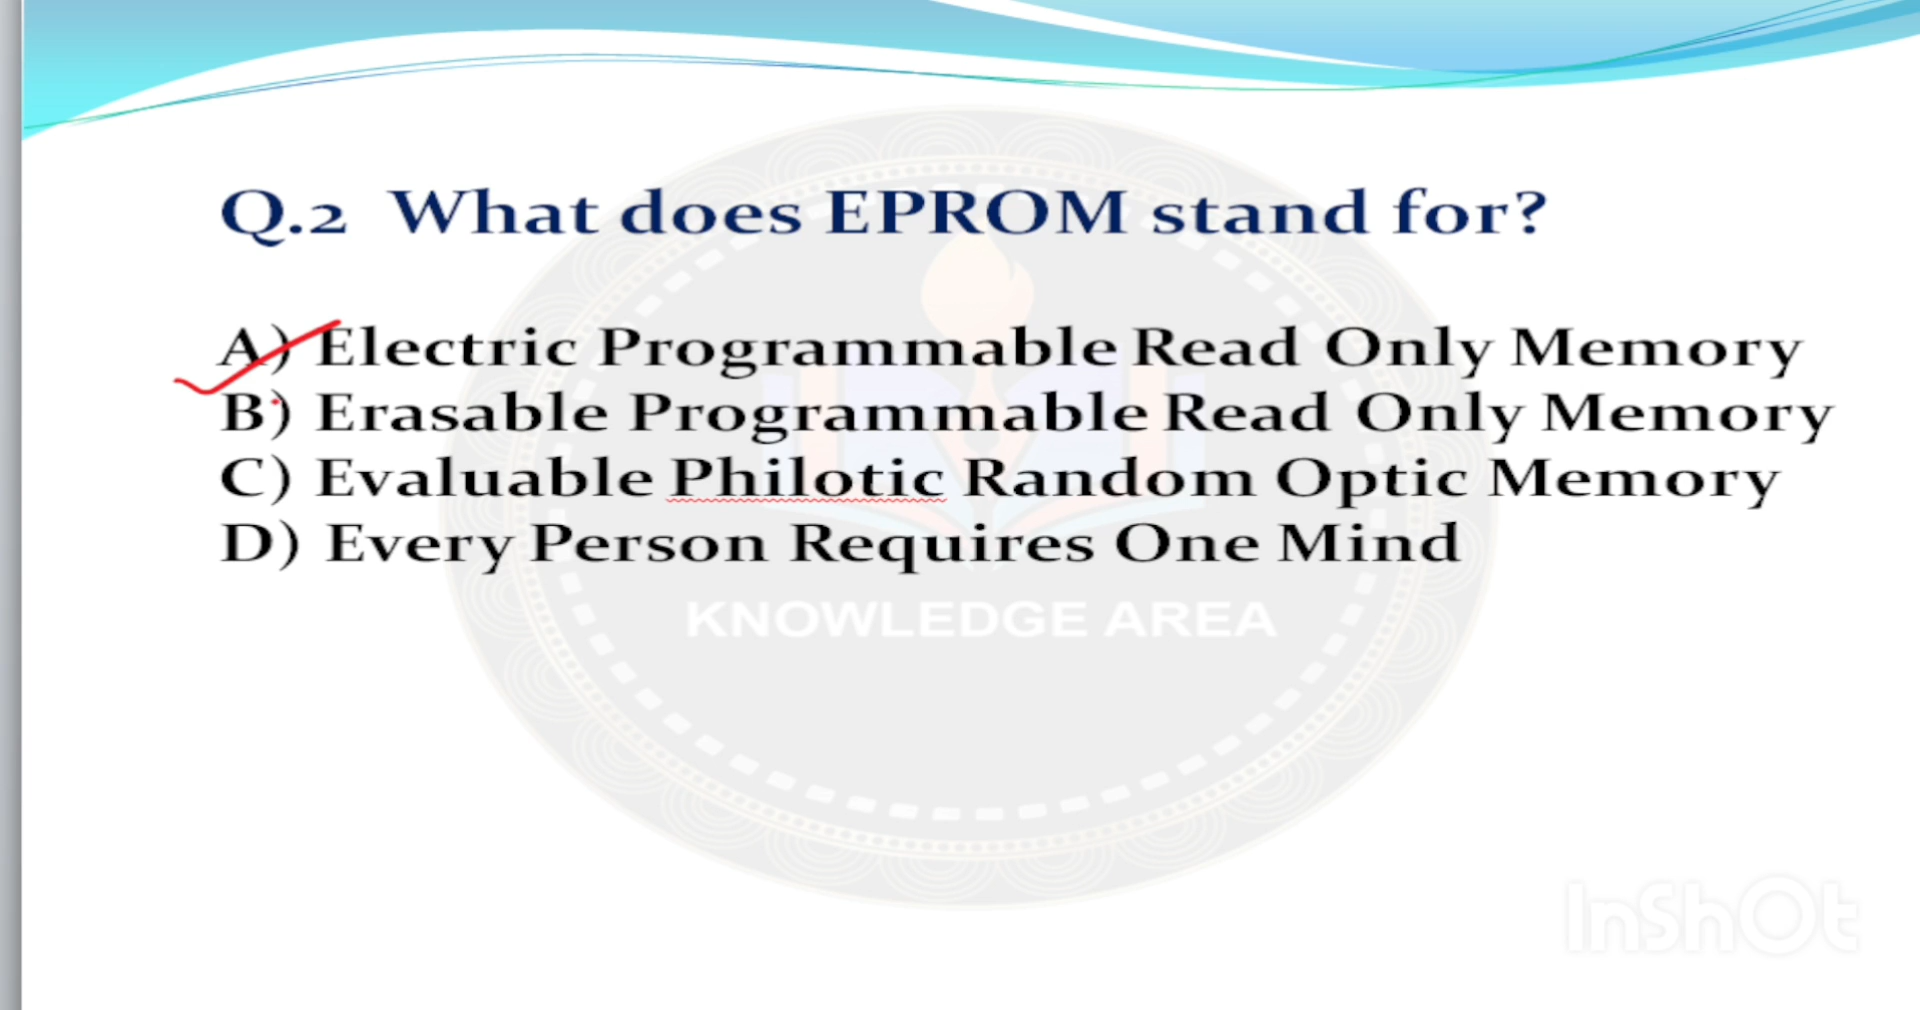 Q.2 What does EPROM stand for?
A) Electric Programmable Read Only Memory
B) Erasable Programmable Read Only Memory
C) Evaluable Philotic Random Optic Memory
D) Every Person Requires One Mind
KNOWLEDGE AREA
InShOt